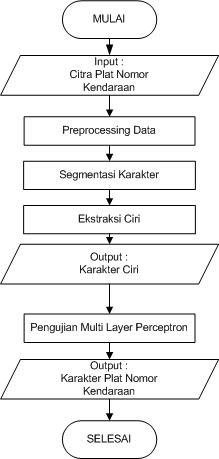 MULAI
Input :
Citra Plat Nomor
Kendaraan
Preprocessing Data
Segmentasi Karakter
Ekstraksi Ciri
Output :
Karakter Ciri
Pengujian Multi Layer Perceptron
Output :
Karakter Plat Nomor
Kendaraan
SELESAI